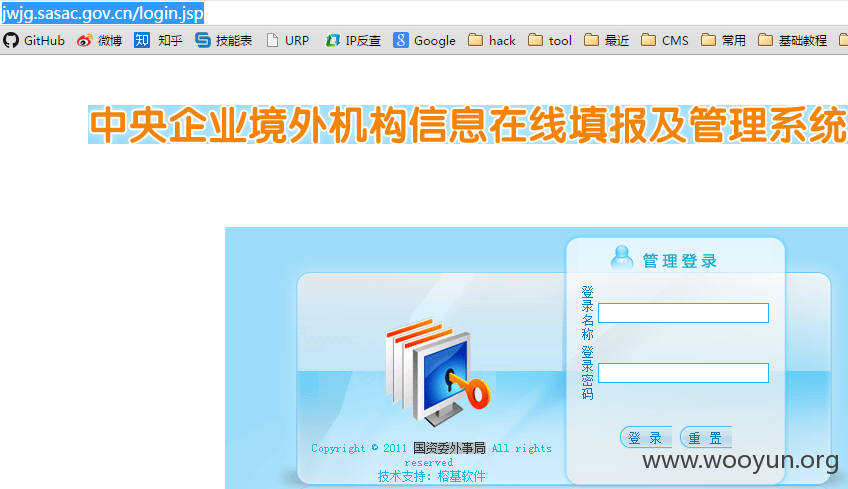 jwjg.sasac.gov.cn/login.jsp
GitHub 微博 知乎 技能表 URP IP反查 Google hack tool 最近 CMS 常用 基础教程
中央企业境外机构信息在线填报及管理系统
管理登录
登录名称
登录密码
登 录 重 置
Copyright © 2011 国资委外事局 All rights
reserved
技术支持：榕基软件
www.wooyun.org